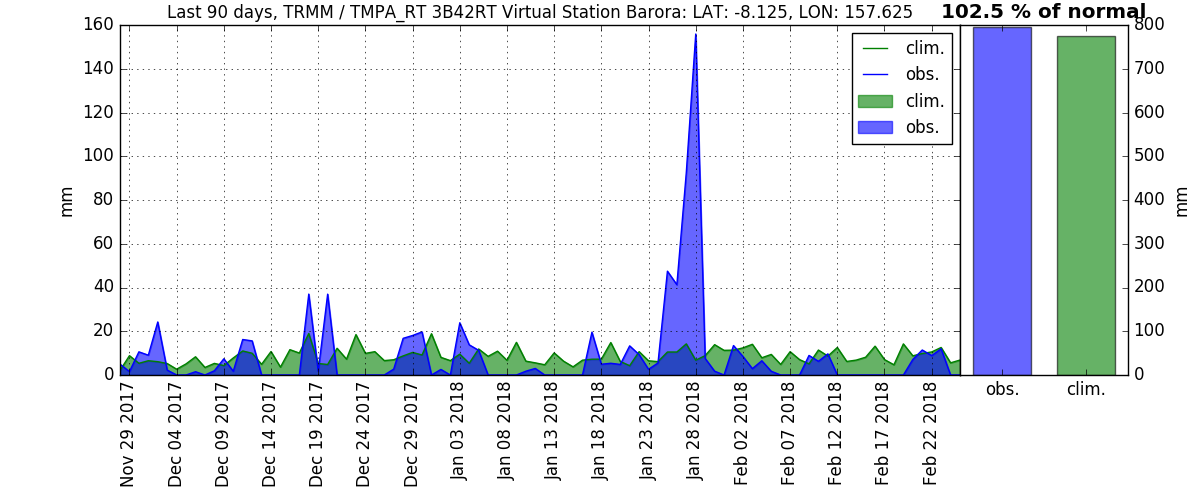 Last 90 days, TRMM / TMPA_RT 3B42RT Virtual Station Barora: LAT: -8.125, LON: 157.625
102.5 % of normal
160
140
120
100
80
60
40
20
0
mm
clim.
obs.
clim.
obs.
800
700
600
500
400
300
200
100
0
mm
Nov 29 2017
Dec 04 2017
Dec 09 2017
Dec 14 2017
Dec 19 2017
Dec 24 2017
Dec 29 2017
Jan 03 2018
Jan 08 2018
Jan 13 2018
Jan 18 2018
Jan 23 2018
Jan 28 2018
Feb 02 2018
Feb 07 2018
Feb 12 2018
Feb 17 2018
Feb 22 2018
obs.
clim.